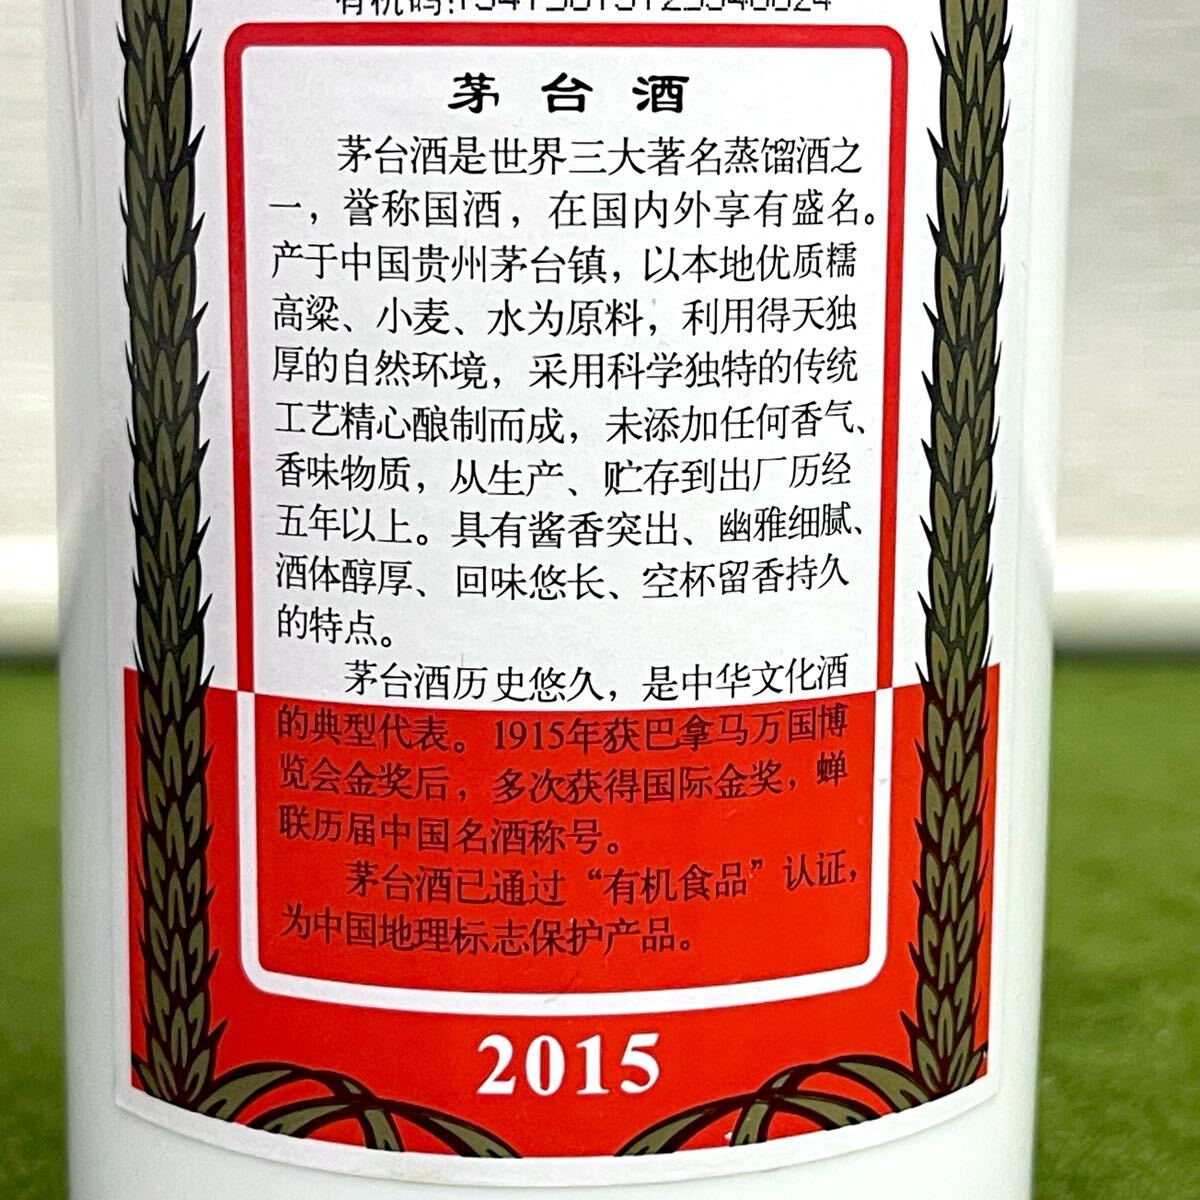 茅台酒
茅台酒是世界三大著名蒸馏酒之
一，誉称国酒，在国内外享有盛名。
产于中国贵州茅台镇，以本地优质糯
高粱、小麦、水为原料，利用得天独
厚的自然环境，采用科学独特的传统
工艺精心酿制而成，未添加任何香气、
香味物质，从生产、贮存到出厂历经
五年以上。具有酱香突出、幽雅细腻、
酒体醇厚、回味悠长、空杯留香持久
的特点。
茅台酒历史悠久，是中华文化酒
的典型代表。1915年获巴拿马万国博
览会金奖后，多次获得国际金奖，蝉
联历届中国名酒称号。
茅台酒已通过“有机食品”认证，
为中国地理标志保护产品。
2015